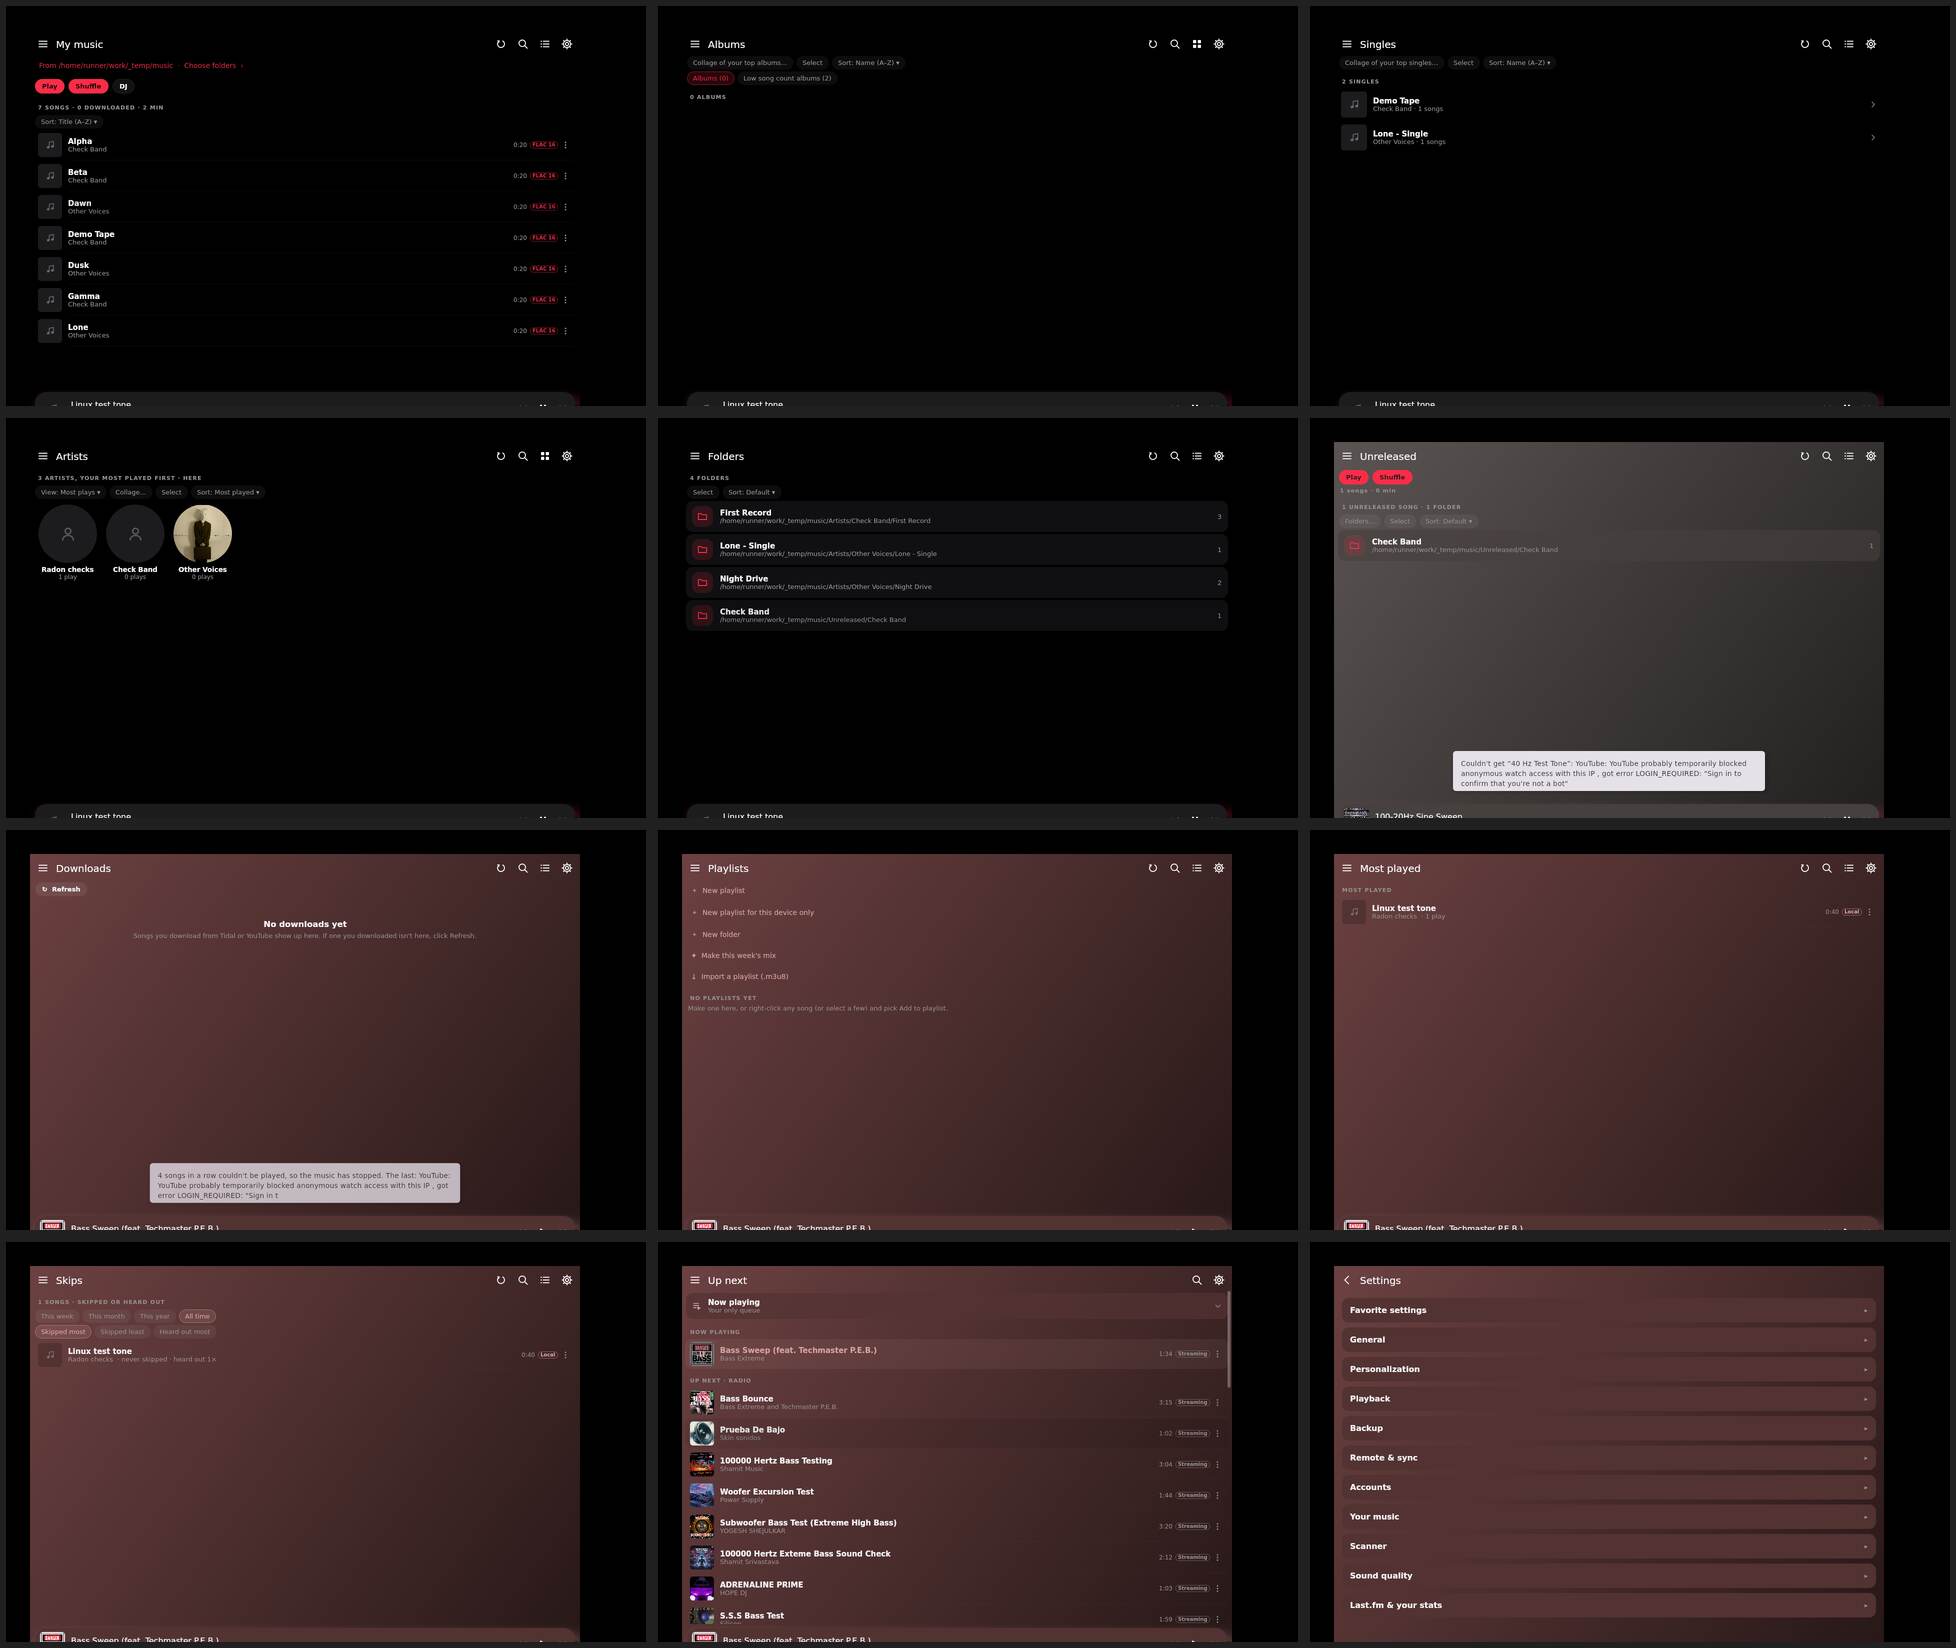 My music
From /home/runner/work/_temp/music · Choose folders ›
Play Shuffle DJ
7 SONGS · 0 DOWNLOADED · 2 MIN
Sort: Title (A–Z) ▾
Alpha
Check Band
0:20 FLAC 16
Beta
Check Band
0:20 FLAC 16
Dawn
Other Voices
0:20 FLAC 16
Demo Tape
Check Band
0:20 FLAC 16
Dusk
Other Voices
0:20 FLAC 16
Gamma
Check Band
0:20 FLAC 16
Lone
Other Voices
0:20 FLAC 16
Linux test tone
Albums
Collage of your top albums... Select Sort: Name (A–Z) ▾
Albums (0) Low song count albums (2)
0 ALBUMS
Linux test tone
Singles
Collage of your top singles... Select Sort: Name (A–Z) ▾
2 SINGLES
Demo Tape
Check Band · 1 songs
Lone - Single
Other Voices · 1 songs
Linux test tone
Artists
3 ARTISTS, YOUR MOST PLAYED FIRST · HERE
View: Most plays ▾ Collage... Select Sort: Most played ▾
Radon checks
1 play
Check Band
0 plays
Other Voices
0 plays
Linux test tone
Folders
4 FOLDERS
Select Sort: Default ▾
First Record
/home/runner/work/_temp/music/Artists/Check Band/First Record
3
Lone - Single
/home/runner/work/_temp/music/Artists/Other Voices/Lone - Single
1
Night Drive
/home/runner/work/_temp/music/Artists/Other Voices/Night Drive
2
Check Band
/home/runner/work/_temp/music/Unreleased/Check Band
1
Linux test tone
Unreleased
Play Shuffle
1 songs · 0 min
1 UNRELEASED SONG · 1 FOLDER
Folders... Select Sort: Default ▾
Check Band
/home/runner/work/_temp/music/Unreleased/Check Band
1
Couldn't get "40 Hz Test Tone": YouTube: YouTube probably temporarily blocked
anonymous watch access with this IP , got error LOGIN_REQUIRED: "Sign in to
confirm that you're not a bot"
100-20Hz Sine Sweep
Downloads
↻ Refresh
No downloads yet
Songs you download from Tidal or YouTube show up here. If one you downloaded isn't here, click Refresh.
4 songs in a row couldn't be played, so the music has stopped. The last: YouTube:
YouTube probably temporarily blocked anonymous watch access with this IP , got
error LOGIN_REQUIRED: "Sign in t
Bass Sweep (feat. Techmaster P.E.B.)
Playlists
+ New playlist
+ New playlist for this device only
+ New folder
✦ Make this week's mix
↓ Import a playlist (.m3u8)
NO PLAYLISTS YET
Make one here, or right-click any song (or select a few) and pick Add to playlist.
Bass Sweep (feat. Techmaster P.E.B.)
Most played
MOST PLAYED
Linux test tone
Radon checks · 1 play
0:40 Local
Bass Sweep (feat. Techmaster P.E.B.)
Skips
1 SONGS · SKIPPED OR HEARD OUT
This week This month This year All time
Skipped most Skipped least Heard out most
Linux test tone
Radon checks · never skipped · heard out 1×
0:40 Local
Bass Sweep (feat. Techmaster P.E.B.)
Up next
Now playing
Your only queue
NOW PLAYING
Bass Sweep (feat. Techmaster P.E.B.)
Bass Extreme
1:34 Streaming
UP NEXT · RADIO
Bass Bounce
Bass Extreme and Techmaster P.E.B.
3:15 Streaming
Prueba De Bajo
Skin sonidos
1:02 Streaming
100000 Hertz Bass Testing
Shamit Music
3:04 Streaming
Woofer Excursion Test
Power Supply
1:44 Streaming
Subwoofer Bass Test (Extreme High Bass)
YOGESH SHEJULKAR
3:20 Streaming
100000 Hertz Exteme Bass Sound Check
Shamit Srivastava
2:12 Streaming
ADRENALINE PRIME
HOPE DJ
1:03 Streaming
S.S.S Bass Test
1:59 Streaming
Bass Sweep (feat. Techmaster P.E.B.)
Settings
Favorite settings
General
Personalization
Playback
Backup
Remote & sync
Accounts
Your music
Scanner
Sound quality
Last.fm & your stats